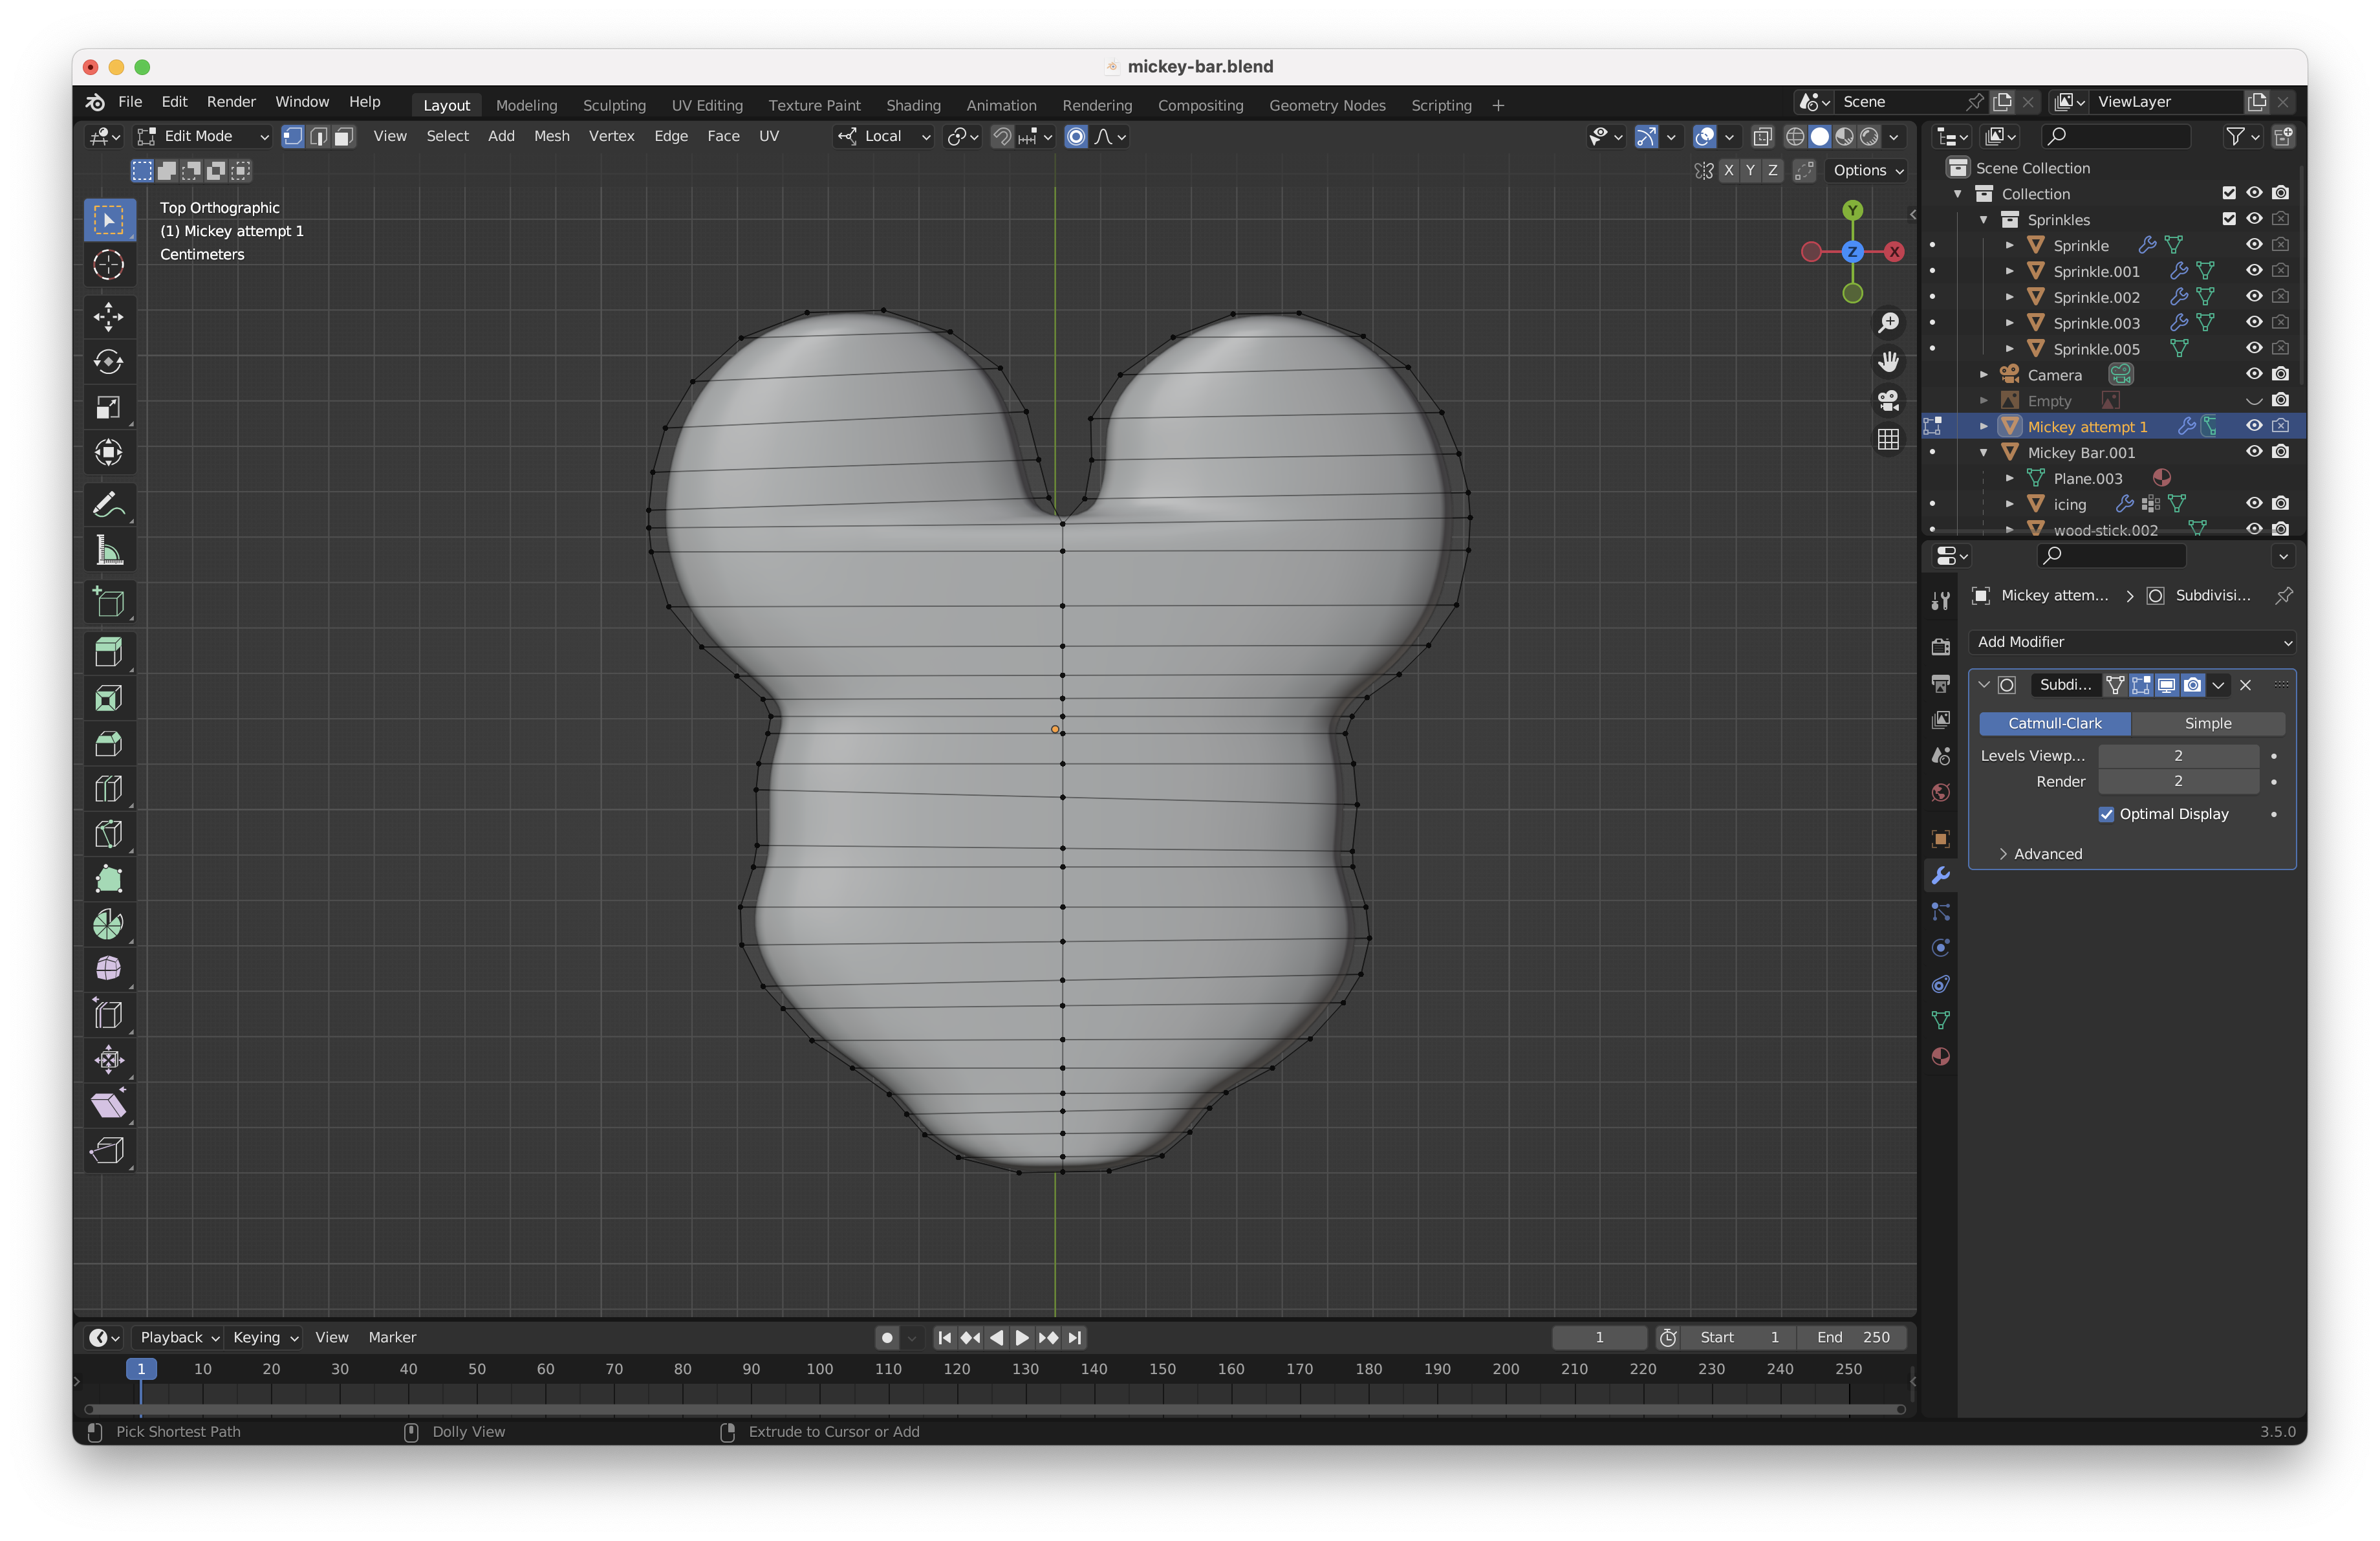 mickey-bar.blend
File Edit Render Window Help Layout Modeling Sculpting UV Editing Texture Paint Shading Animation Rendering Compositing Geometry Nodes Scripting + Scene ViewLayer
Edit Mode View Select Add Mesh Vertex Edge Face UV Local
X Y Z Options
Top Orthographic
(1) Mickey attempt 1
Centimeters
Y
Z X
Scene Collection
Collection
Sprinkles
Sprinkle
Sprinkle.001
Sprinkle.002
Sprinkle.003
Sprinkle.005
Camera
Empty
Mickey attempt 1
Mickey Bar.001
Plane.003
icing
wood-stick.002
Mickey attem... Subdivisi...
Add Modifier
Subdi...
Catmull-Clark Simple
Levels Viewp... 2
Render 2
Optimal Display
Advanced
Playback Keying View Marker 1 Start 1 End 250
1 10 20 30 40 50 60 70 80 90 100 110 120 130 140 150 160 170 180 190 200 210 220 230 240 250
Pick Shortest Path Dolly View Extrude to Cursor or Add 3.5.0